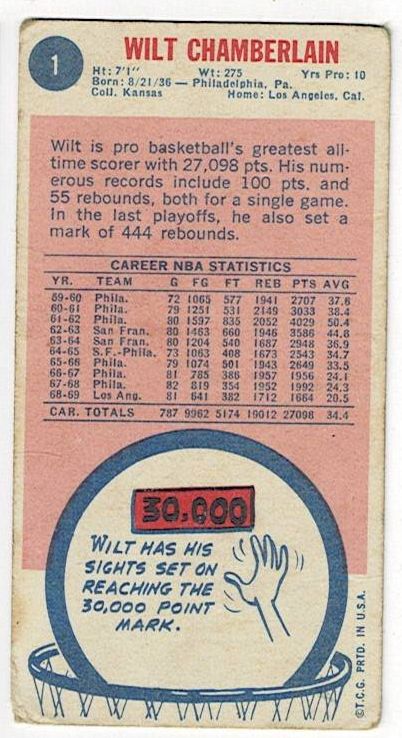 1
WILT CHAMBERLAIN
Ht: 7'1" Wt: 275 Yrs Pro: 10
Born: 8/21/36 — Philadelphia, Pa.
Coll. Kansas Home: Los Angeles, Cal.
Wilt is pro basketball's greatest all-
time scorer with 27,098 pts. His num-
erous records include 100 pts. and
55 rebounds, both for a single game.
In the last playoffs, he also set a
mark of 444 rebounds.
CAREER NBA STATISTICS
YR. TEAM G FG FT REB PTS AVG
59-60 Phila. 72 1065 577 1941 2707 37.6
60-61 Phila. 79 1251 531 2149 3033 38.4
61-62 Phila. 80 1597 835 2052 4029 50.4
62-63 San Fran. 80 1463 660 1946 3586 44.8
63-64 San Fran. 80 1204 540 1687 2948 36.9
64-65 S.F.-Phila. 73 1063 408 1673 2543 34.7
65-66 Phila. 79 1074 501 1943 2649 33.5
66-67 Phila. 81 785 386 1957 1956 24.1
67-68 Phila. 82 819 354 1952 1992 24.3
68-69 Los Ang. 81 641 382 1712 1664 20.5
CAR. TOTALS 787 9962 5174 19012 27098 34.4
30,000
WILT HAS HIS
SIGHTS SET ON
REACHING THE
30,000 POINT
MARK.
©T.C.G. PRTD. IN U.S.A.